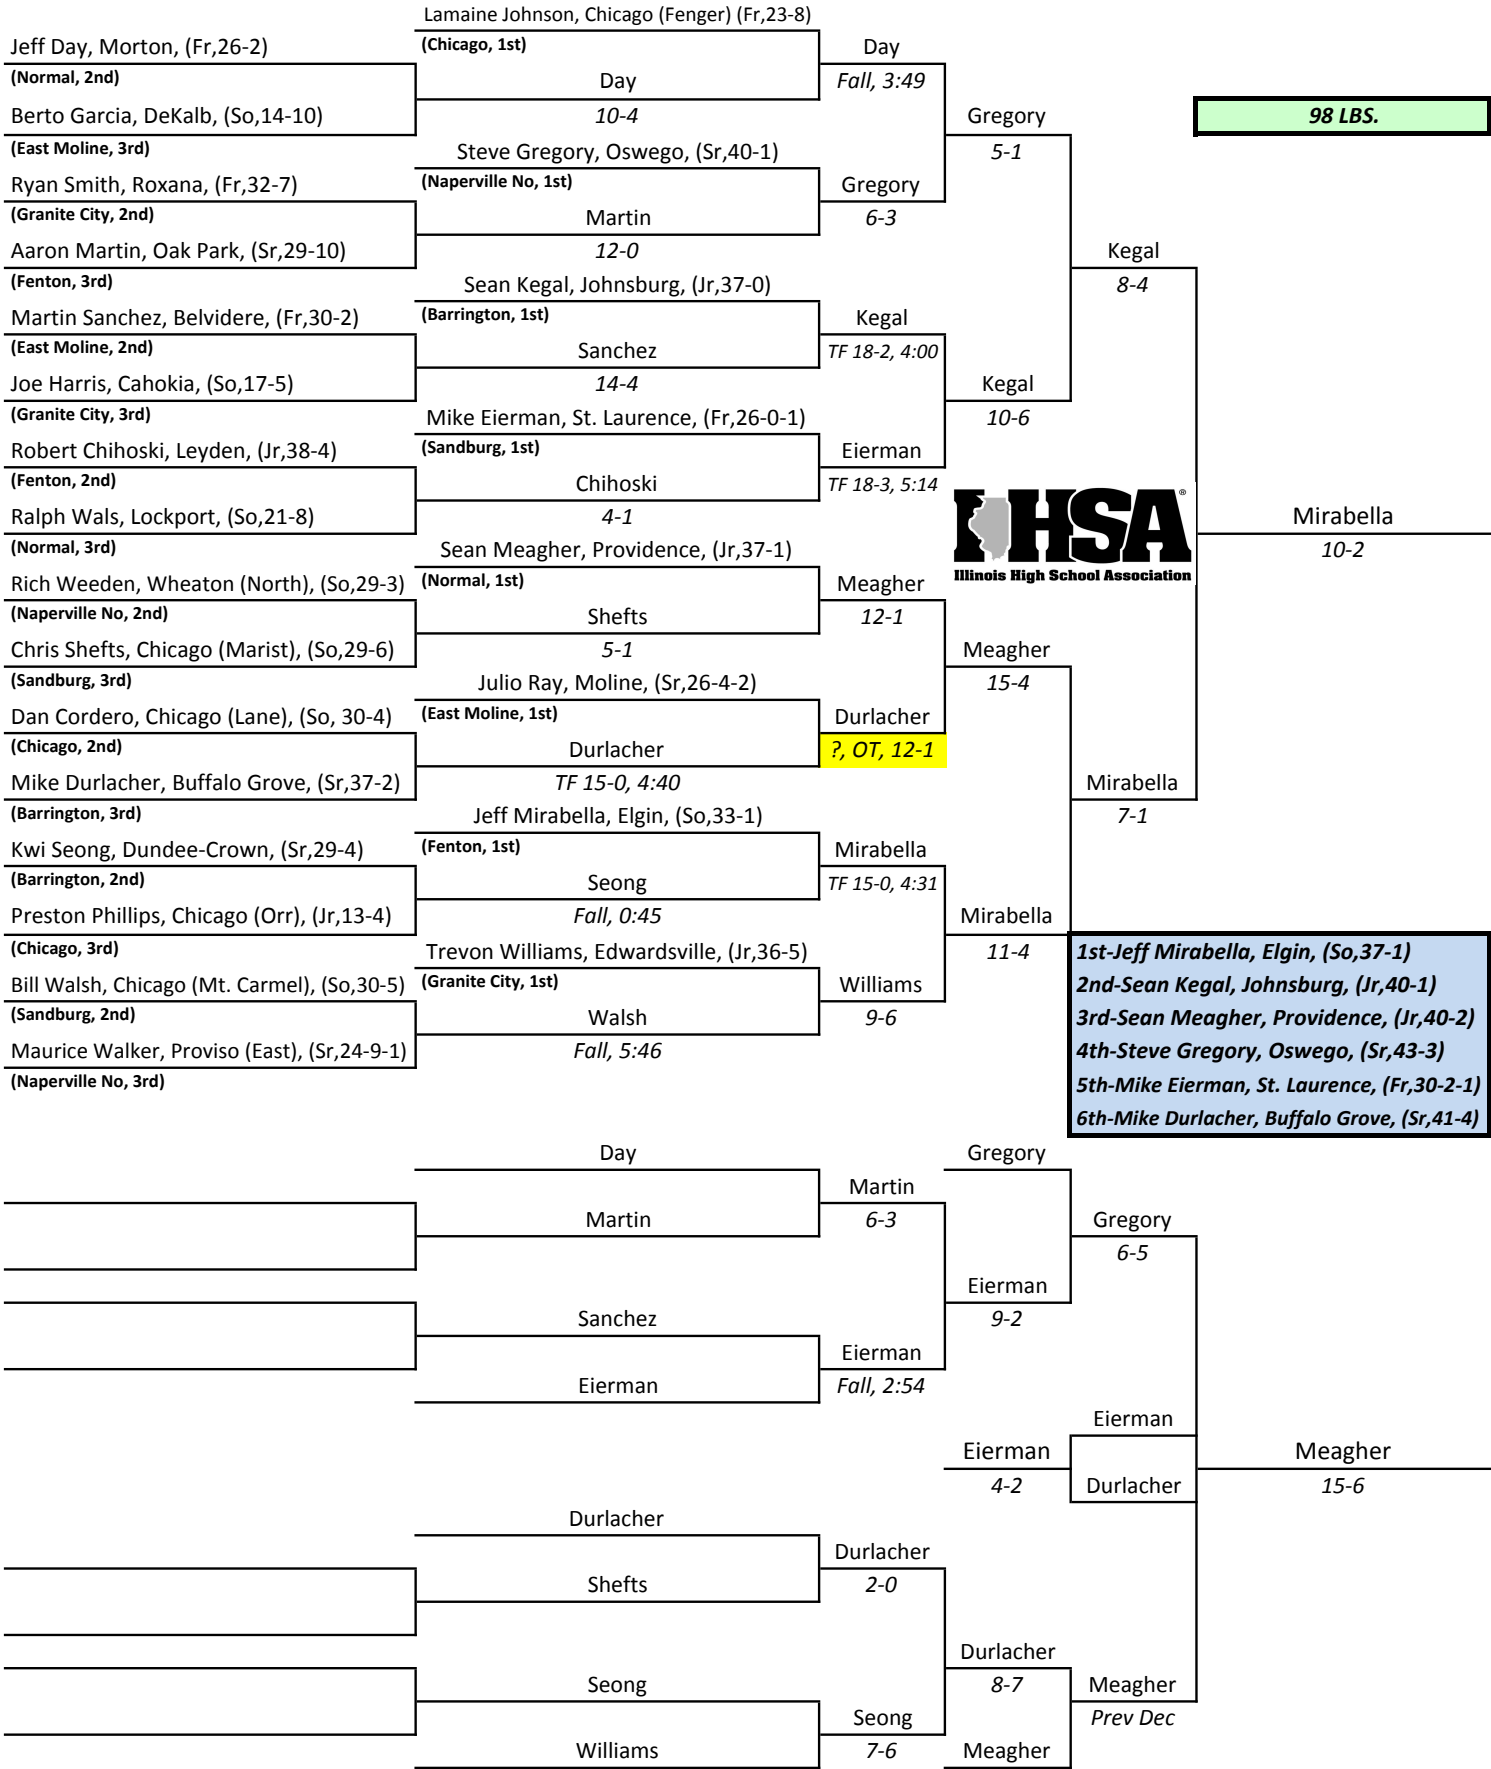 Lamaine Johnson, Chicago (Fenger) (Fr,23-8)
Jeff Day, Morton, (Fr,26-2)
(Chicago, 1st)
Day
(Normal, 2nd)
Day
Fall, 3:49
Berto Garcia, DeKalb, (So,14-10)
10-4
Gregory
98 LBS.
(East Moline, 3rd)
Steve Gregory, Oswego, (Sr,40-1)
5-1
Ryan Smith, Roxana, (Fr,32-7)
(Naperville No, 1st)
Gregory
(Granite City, 2nd)
Martin
6-3
Aaron Martin, Oak Park, (Sr,29-10)
12-0
Kegal
(Fenton, 3rd)
Sean Kegal, Johnsburg, (Jr,37-0)
8-4
Martin Sanchez, Belvidere, (Fr,30-2)
(Barrington, 1st)
Kegal
(East Moline, 2nd)
Sanchez
TF 18-2, 4:00
Joe Harris, Cahokia, (So,17-5)
14-4
Kegal
(Granite City, 3rd)
Mike Eierman, St. Laurence, (Fr,26-0-1)
10-6
Robert Chihoski, Leyden, (Jr,38-4)
(Sandburg, 1st)
Eierman
(Fenton, 2nd)
Chihoski
TF 18-3, 5:14
Ralph Wals, Lockport, (So,21-8)
4-1
IHSA®
Mirabella
(Normal, 3rd)
Sean Meagher, Providence, (Jr,37-1)
10-2
Illinois High School Association
Rich Weeden, Wheaton (North), (So,29-3)
(Normal, 1st)
Meagher
(Naperville No, 2nd)
Shefts
12-1
Chris Shefts, Chicago (Marist), (So,29-6)
5-1
Meagher
(Sandburg, 3rd)
Julio Ray, Moline, (Sr,26-4-2)
15-4
Dan Cordero, Chicago (Lane), (So, 30-4)
(East Moline, 1st)
Durlacher
(Chicago, 2nd)
Durlacher
?, OT, 12-1
Mike Durlacher, Buffalo Grove, (Sr,37-2)
TF 15-0, 4:40
Mirabella
(Barrington, 3rd)
Jeff Mirabella, Elgin, (So,33-1)
7-1
Kwi Seong, Dundee-Crown, (Sr,29-4)
(Fenton, 1st)
Mirabella
(Barrington, 2nd)
Seong
TF 15-0, 4:31
Preston Phillips, Chicago (Orr), (Jr,13-4)
Fall, 0:45
Mirabella
(Chicago, 3rd)
Trevon Williams, Edwardsville, (Jr,36-5)
11-4
1st-Jeff Mirabella, Elgin, (So,37-1)
Bill Walsh, Chicago (Mt. Carmel), (So,30-5)
(Granite City, 1st)
Williams
2nd-Sean Kegal, Johnsburg, (Jr,40-1)
(Sandburg, 2nd)
Walsh
9-6
3rd-Sean Meagher, Providence, (Jr,40-2)
Maurice Walker, Proviso (East), (Sr,24-9-1)
Fall, 5:46
4th-Steve Gregory, Oswego, (Sr,43-3)
(Naperville No, 3rd)
5th-Mike Eierman, St. Laurence, (Fr,30-2-1)
6th-Mike Durlacher, Buffalo Grove, (Sr,41-4)
Day
Gregory
Martin
Martin
6-3
Gregory
6-5
Eierman
Sanchez
9-2
Eierman
Eierman
Fall, 2:54
Eierman
Eierman
Meagher
4-2
Durlacher
15-6
Durlacher
Durlacher
Shefts
2-0
Durlacher
Seong
8-7
Meagher
Seong
Prev Dec
Williams
7-6
Meagher